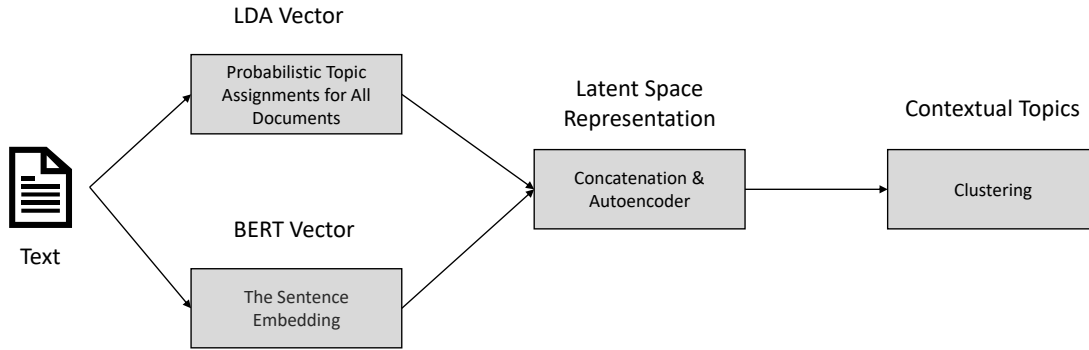 LDA Vector
Probabilistic Topic
Assignments for All
Documents
Text
BERT Vector
The Sentence
Embedding
Latent Space
Representation
Concatenation &
Autoencoder
Contextual Topics
Clustering